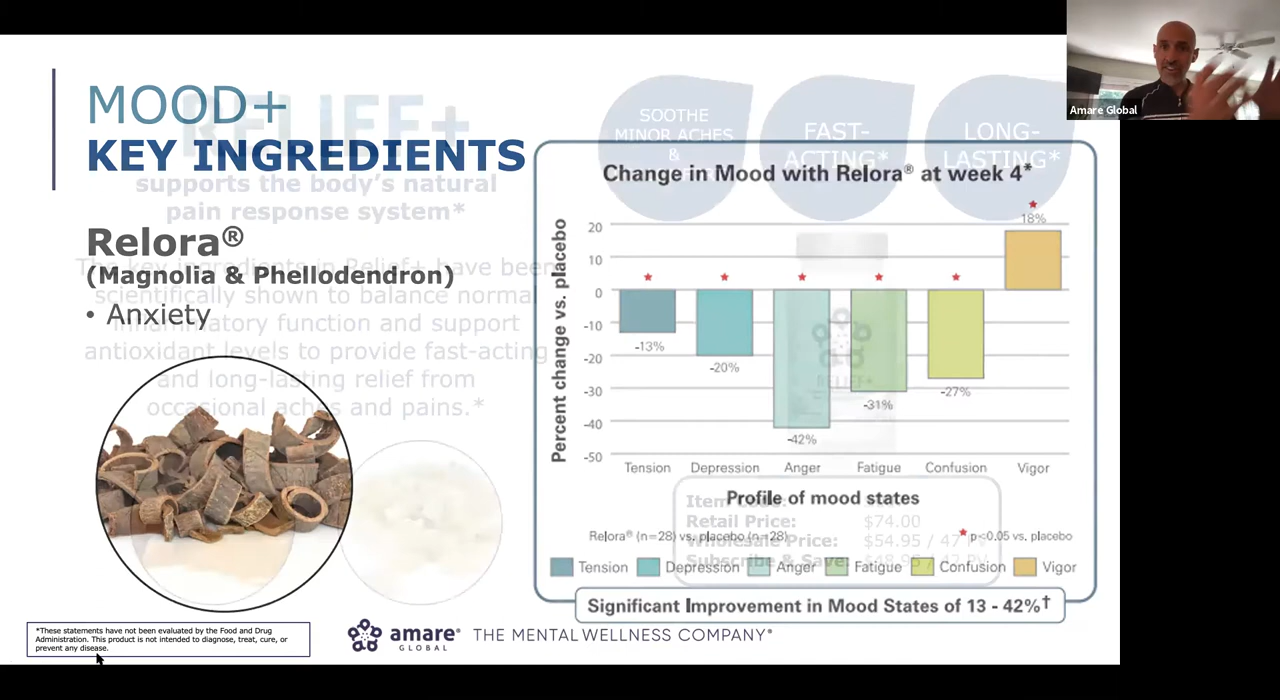 Amare Global
MOOD+
KEY INGREDIENTS
Relora®
(Magnolia & Phellodendron)
• Anxiety
RELIEF+
supports the body's natural
pain response system*
The key ingredients in Relief+ have been
scientifically shown to balance normal
inflammatory function and support
antioxidant levels to provide fast-acting
and long-lasting relief from
occasional aches and pains.*
SOOTHE
MINOR ACHES
&
FAST-
ACTING*
LONG-
LASTING*
Change in Mood with Relora® at week 4*
Percent change vs. placebo
20
10
0
-10
-20
-30
-40
-50
-13%
-20%
-42%
-31%
-27%
18%
Tension Depression Anger Fatigue Confusion Vigor
RELIEF+
Profile of mood states
Relora® (n=28) vs. placebo (n=28)
p<0.05 vs. placebo
Tension Depression Anger Fatigue Confusion Vigor
Item
Retail Price: $74.00
Wholesale Price: $54.95 / 47
Subscribe & Save:
Significant Improvement in Mood States of 13 - 42%†
*These statements have not been evaluated by the Food and Drug
Administration. This product is not intended to diagnose, treat, cure, or
prevent any disease.
amare®
GLOBAL
THE MENTAL WELLNESS COMPANY®